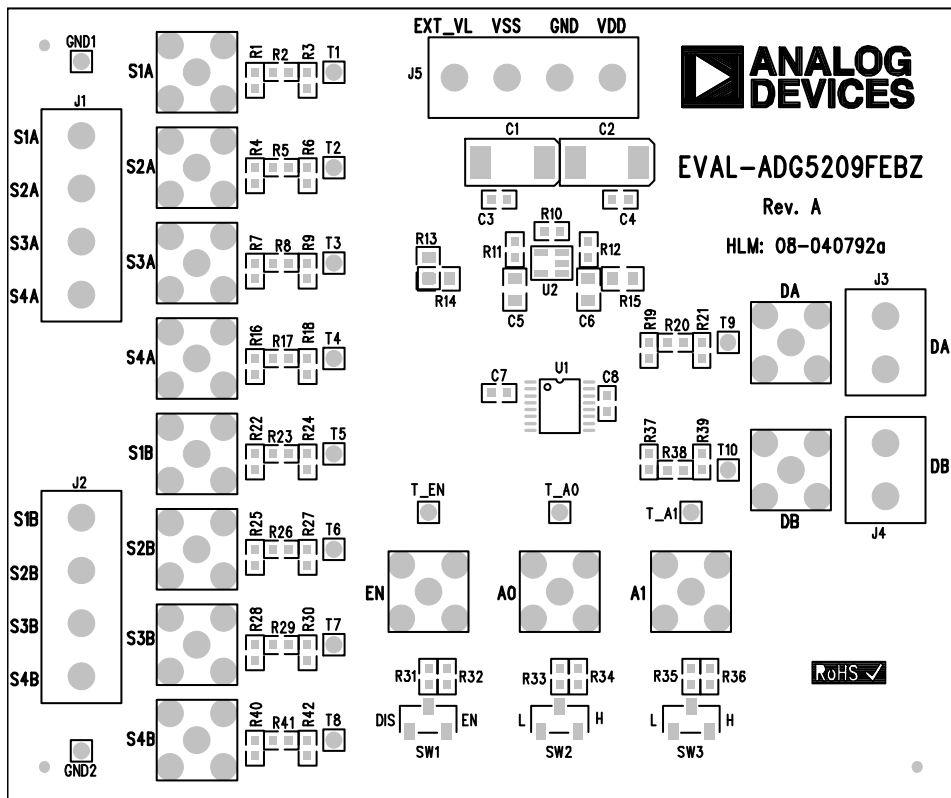 EXT_VL VSS GND VDD
J5
ANALOG
DEVICES
GND1
S1A R1 R2 R3 T1
J1
C1 C2
S1A
S2A R4 R5 R6 T2
EVAL-ADG5209FEBZ
S2A
C3 C4
Rev. A
R10
S3A R7 R8 R9 T3
S3A
R13 R11 R12
HLM: 08-040792a
U2
S4A
R14 R15
C5 C6
J3
DA
S4A R16 R17 R18 T4
R19 R20 R21 T9
DA
U1
C7 C8
S1B R22 R23 R24 T5
R37 R38 R39 T10
DB
DB
J4
J2
T_EN T_A0 T_A1
S1B
S2B R25 R26 R27 T6
S2B
EN A0 A1
S3B
S3B R28 R29 R30 T7
S4B
R31 R32 R33 R34 R35 R36
RoHS
S4B R40 R41 R42 T8
DIS EN L H L H
SW1 SW2 SW3
GND2